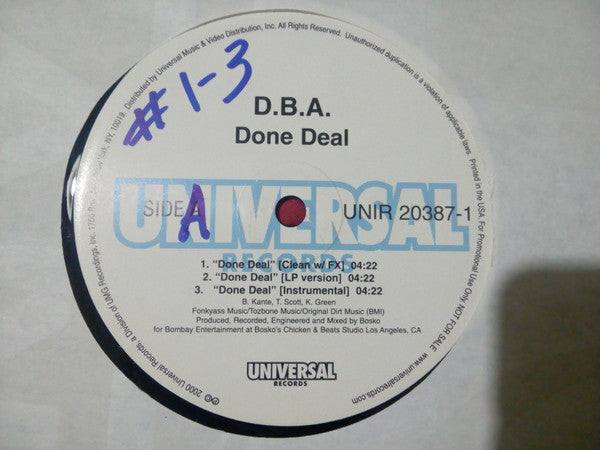 #1-3
D.B.A.
Done Deal
SIDE A
A
UNIVERSAL
RECORDS
UNIR 20387-1
1. "Done Deal" [Clean w/ FX] 04:22
2. "Done Deal" [LP version] 04:22
3. "Done Deal" [Instrumental] 04:22
B. Kante, T. Scott, K. Green
Fonkyass Music/Tozbone Music/Original Dirt Music (BMI)
Produced, Recorded, Engineered and Mixed by Bosko
for Bombay Entertainment at Bosko's Chicken & Beats Studio Los Angeles, CA
UNIVERSAL
RECORDS
℗© 2000 Universal Records a Division of UMG Recordings, Inc. 1755 NY, 10019. Distributed by Universal Music & Video Distribution, Inc. All Rights Reserved. Unauthorized duplication is a violation of applicable laws. Printed in the USA. For Promotional Use Only NOT FOR SALE www.universalrecords.com